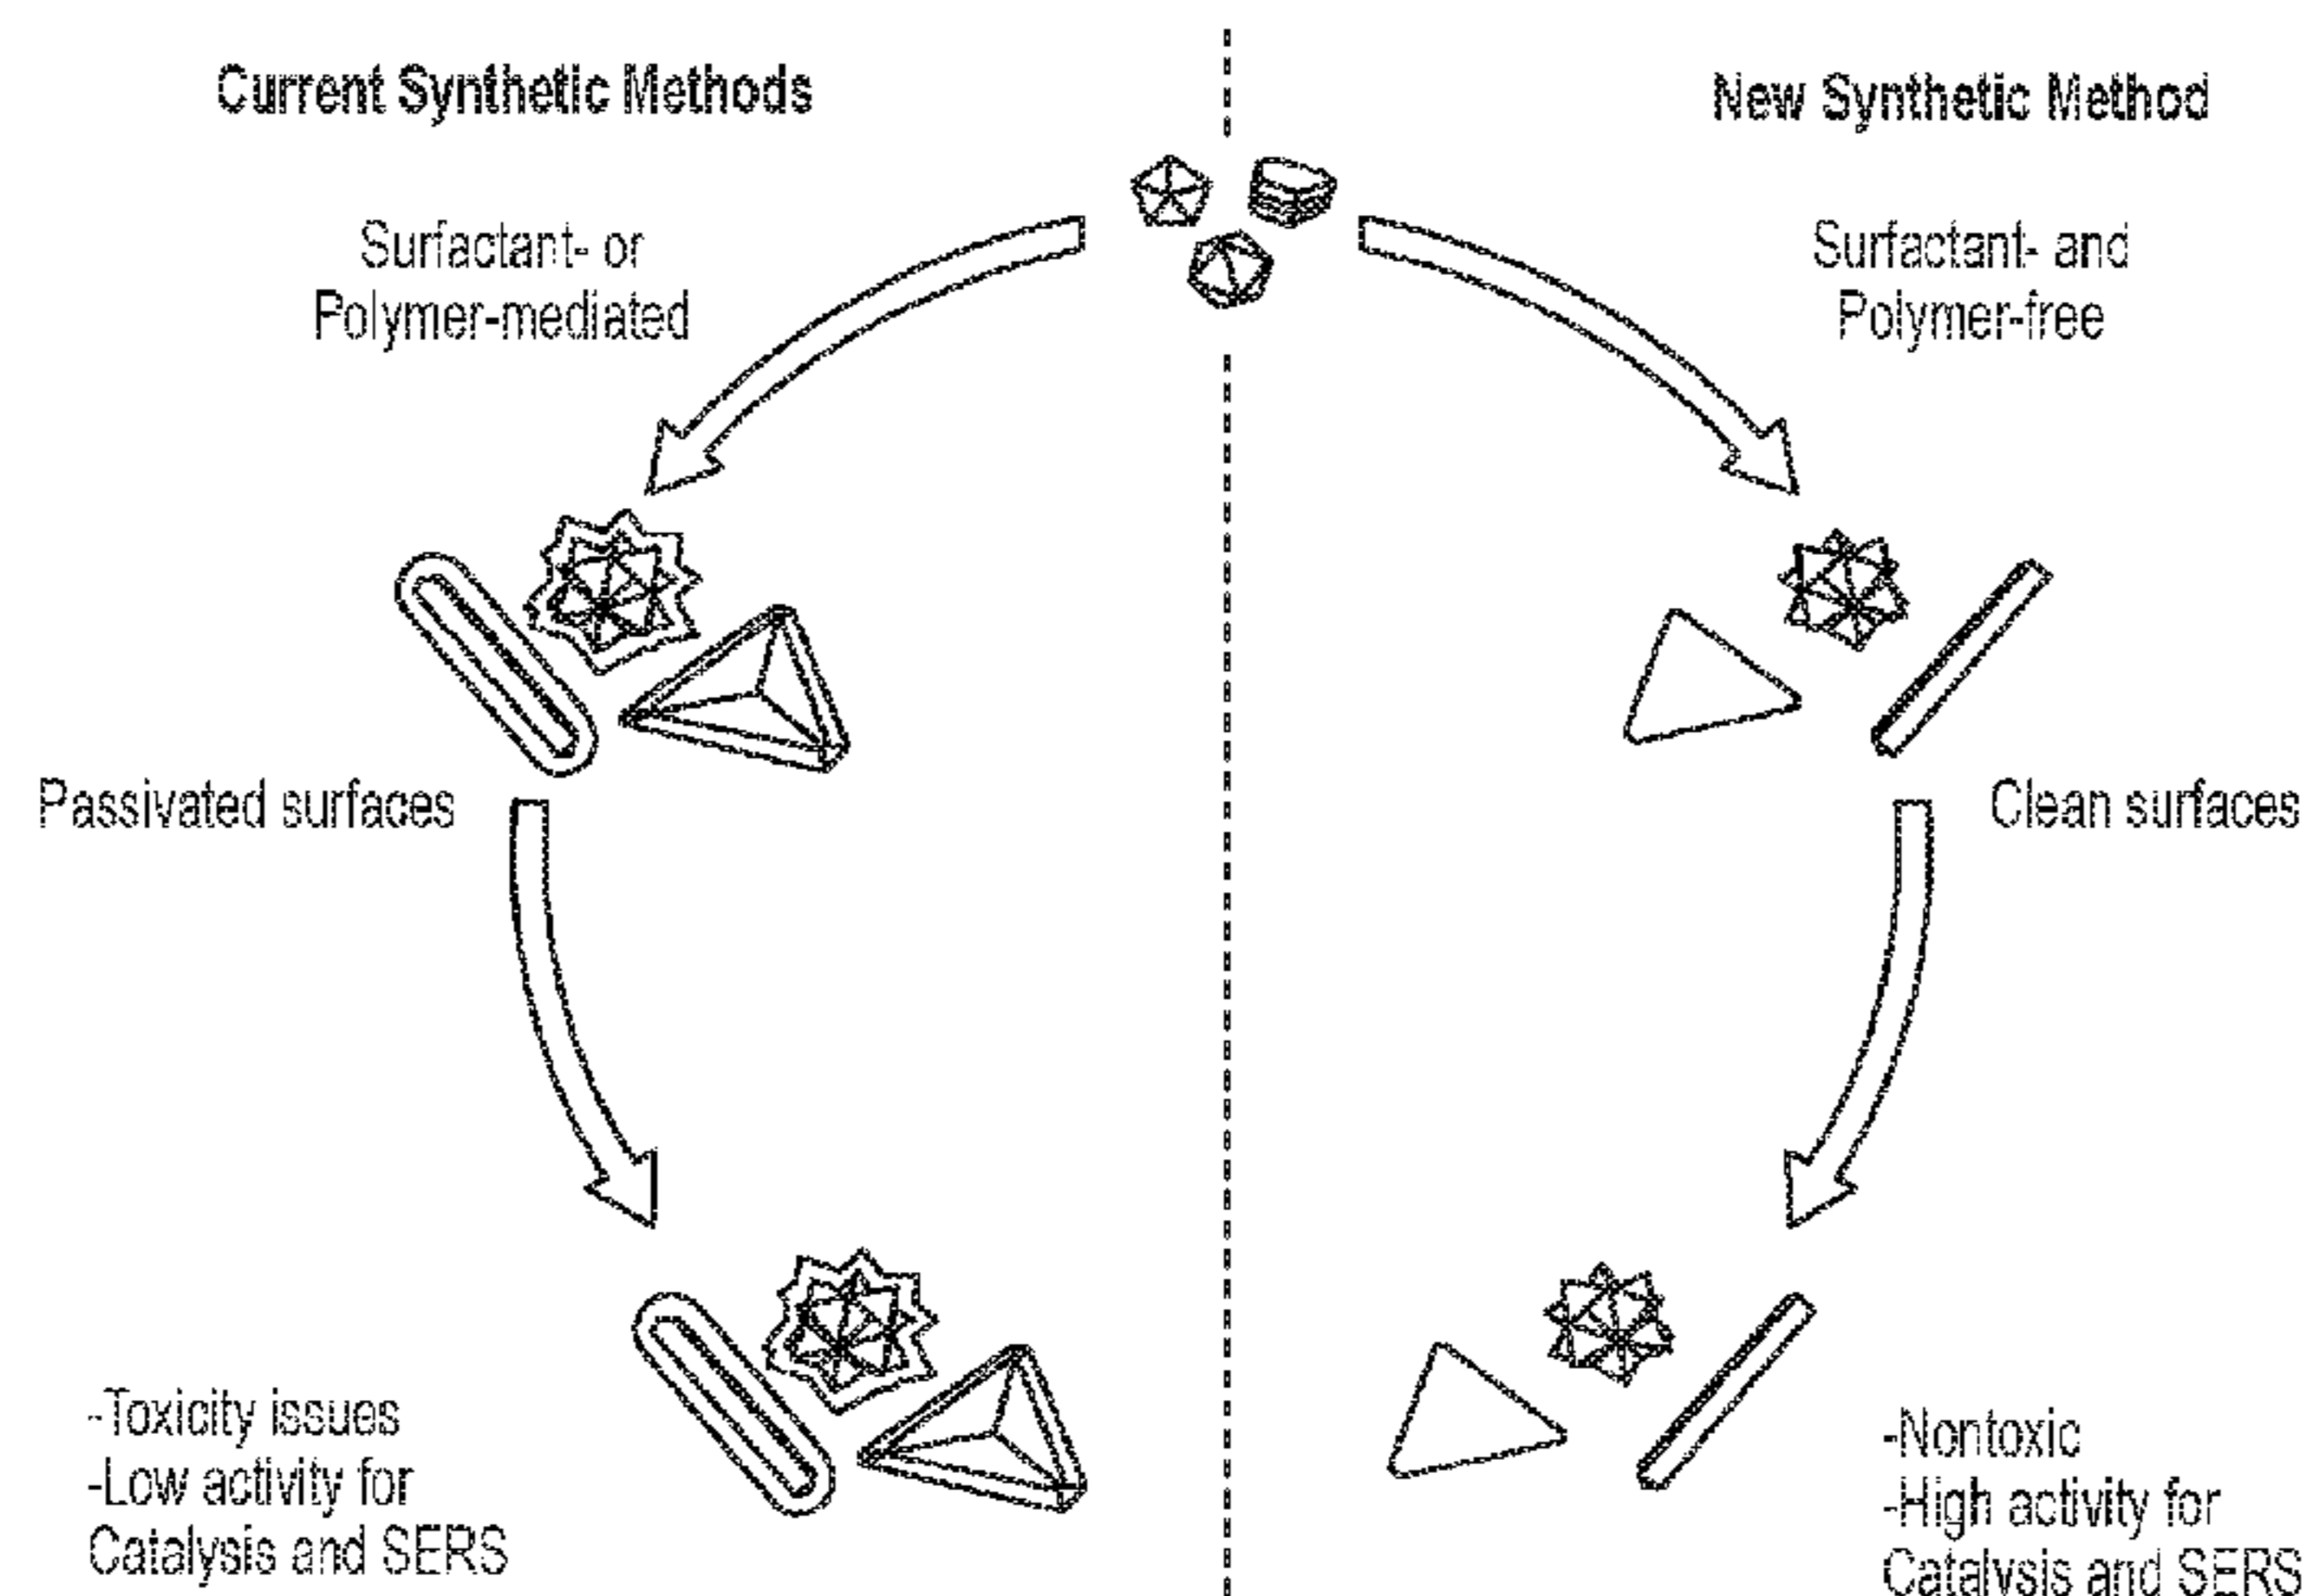 Current Synthetic Methods
Surfactant- or
Polymer-mediated
Passivated surfaces
-Toxicity issues
-Low activity for
Catalysis and SERS
New Synthetic Method
Surfactant- and
Polymer-free
Clean surfaces
-Nontoxic
-High activity for
Catalysis and SERS